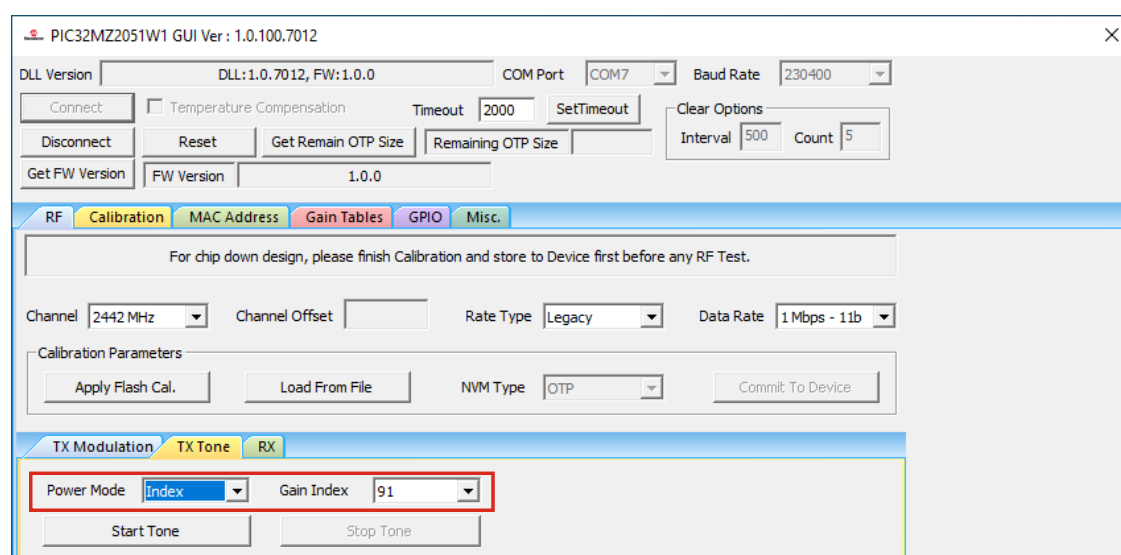 PIC32MZ2051W1 GUI Ver : 1.0.100.7012
DLL Version DLL:1.0.7012, FW:1.0.0 COM Port COM7 Baud Rate 230400
Connect Temperature Compensation Timeout 2000 SetTimeout Clear Options
Disconnect Reset Get Remain OTP Size Remaining OTP Size Interval 500 Count 5
Get FW Version FW Version 1.0.0
RF Calibration MAC Address Gain Tables GPIO Misc.
For chip down design, please finish Calibration and store to Device first before any RF Test.
Channel 2442 MHz Channel Offset Rate Type Legacy Data Rate 1 Mbps - 11b
Calibration Parameters
Apply Flash Cal. Load From File NVM Type OTP Commit To Device
TX Modulation TX Tone RX
Power Mode Index Gain Index 91
Start Tone Stop Tone